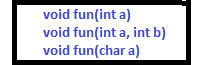 void fun(int a)
void fun(int a, int b)
void fun(char a)